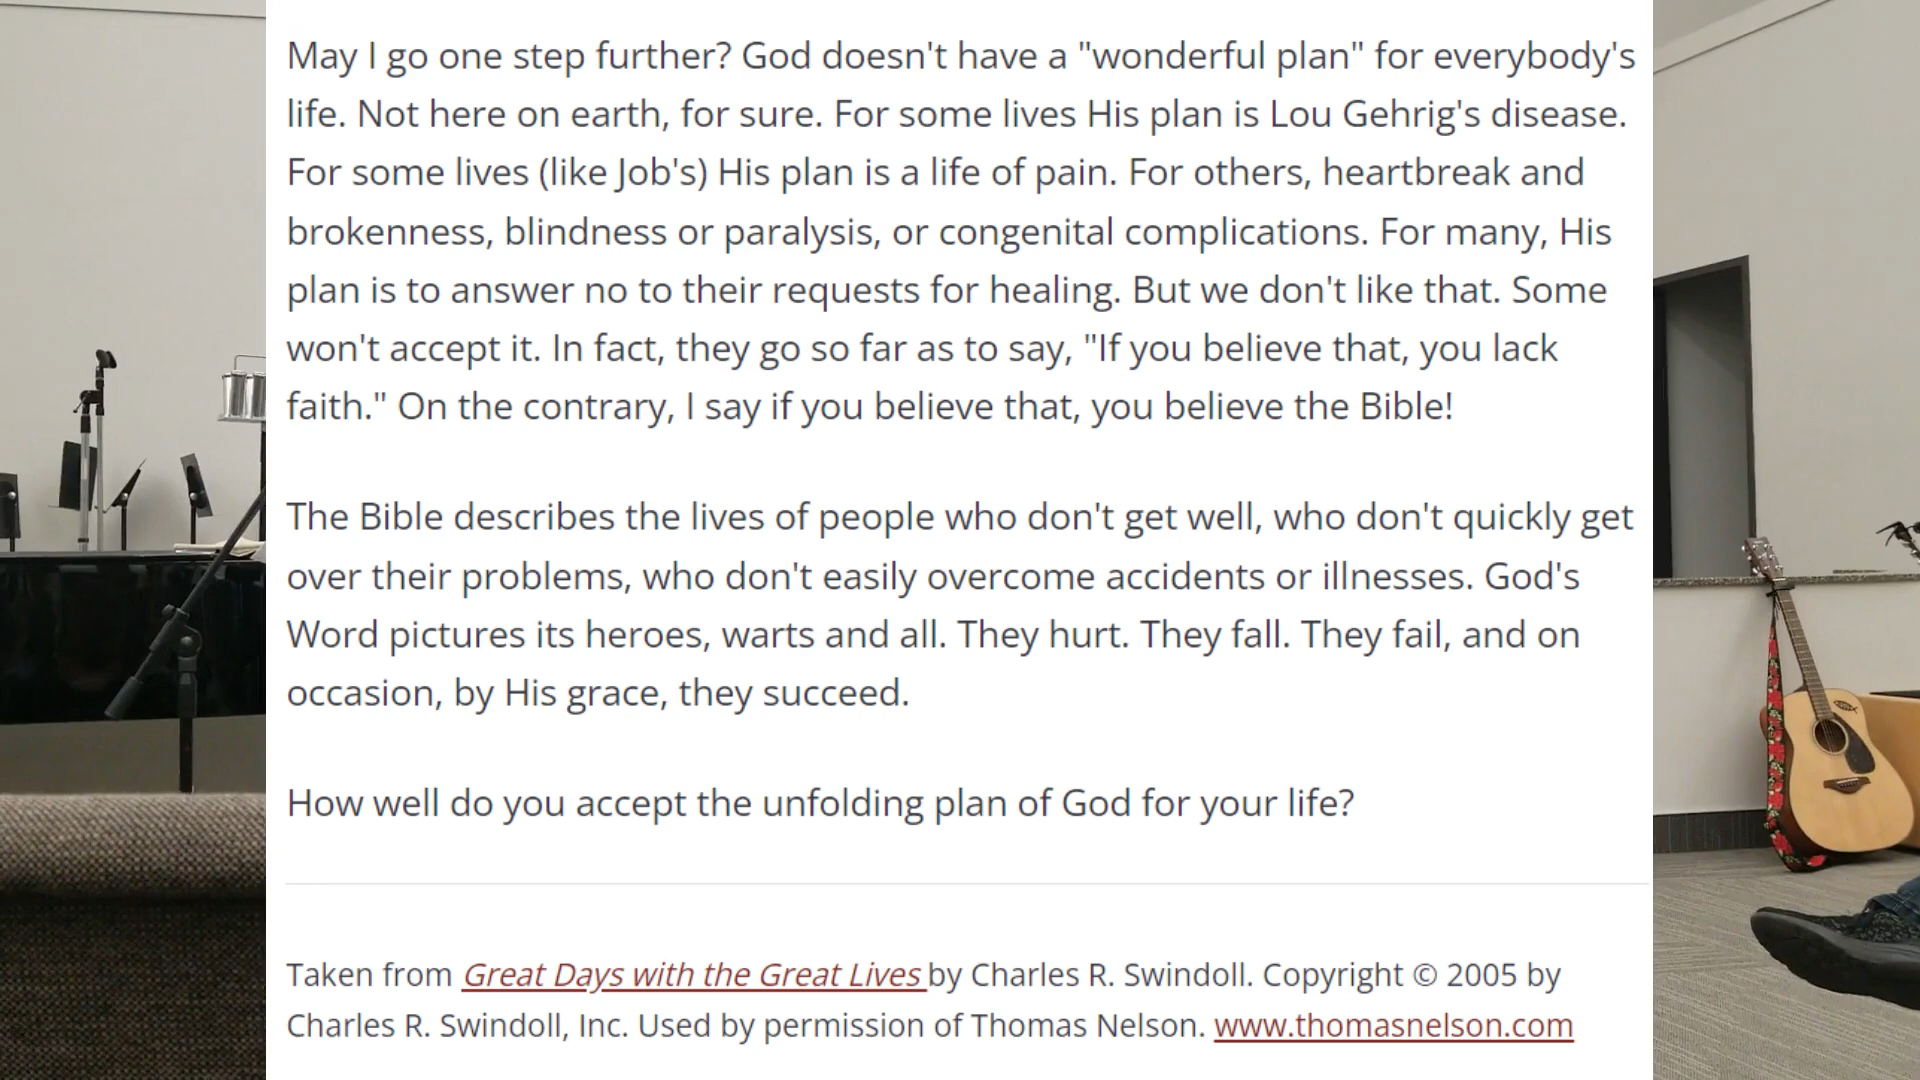 May I go one step further? God doesn't have a "wonderful plan" for everybody's
life. Not here on earth, for sure. For some lives His plan is Lou Gehrig's disease.
For some lives (like Job's) His plan is a life of pain. For others, heartbreak and
brokenness, blindness or paralysis, or congenital complications. For many, His
plan is to answer no to their requests for healing. But we don't like that. Some
won't accept it. In fact, they go so far as to say, "If you believe that, you lack
faith." On the contrary, I say if you believe that, you believe the Bible!
The Bible describes the lives of people who don't get well, who don't quickly get
over their problems, who don't easily overcome accidents or illnesses. God's
Word pictures its heroes, warts and all. They hurt. They fall. They fail, and on
occasion, by His grace, they succeed.
How well do you accept the unfolding plan of God for your life?
Taken from Great Days with the Great Lives by Charles R. Swindoll. Copyright © 2005 by
Charles R. Swindoll, Inc. Used by permission of Thomas Nelson. www.thomasnelson.com